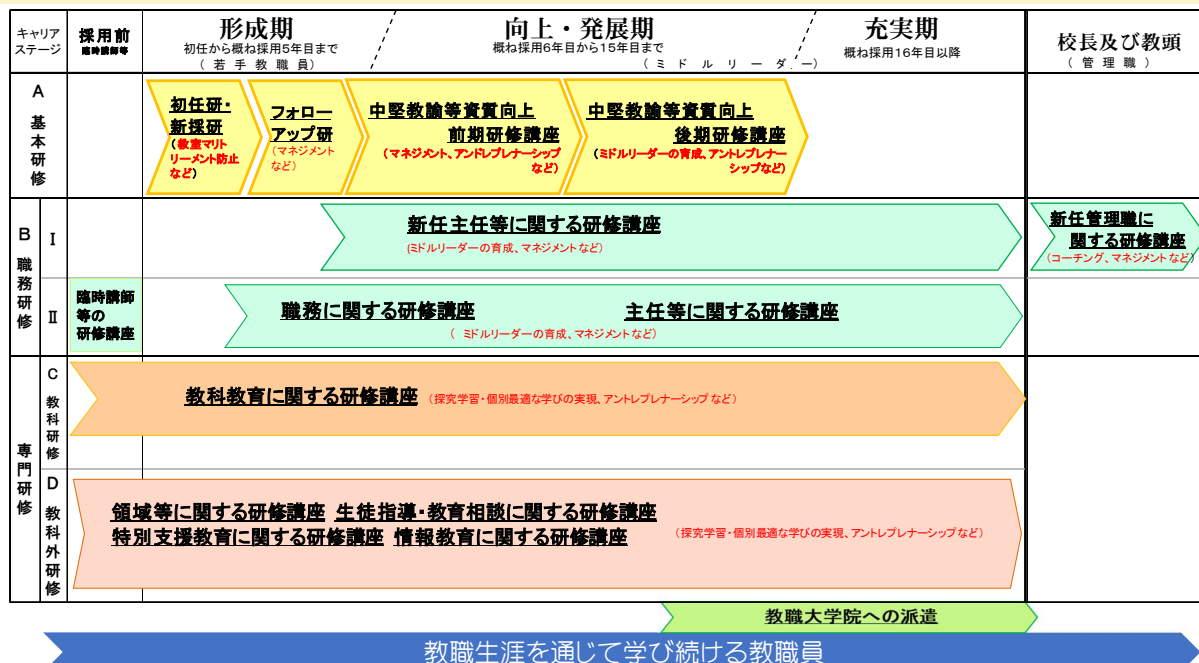 キャリア
ステージ
採用前
臨時講師等
形成期
初任から概ね採用5年目まで
（若手教職員）
向上・発展期
概ね採用6年目から15年目まで
（ミドルリーダー）
充実期
概ね採用16年目以降
校長及び教頭
（管理職）
A
基本研修
初任研・
新採研
(教室マリト
リーメント防止
など)
フォロー
アップ研
(マネジメント
など)
中堅教諭等資質向上
前期研修講座
(マネジメント、アンドレプレナーシップ
など)
中堅教諭等資質向上
後期研修講座
(ミドルリーダーの育成、アントレプレナー
シップなど)
B
職務研修
Ⅰ
新任主任等に関する研修講座
(ミドルリーダーの育成、マネジメントなど)
新任管理職に
関する研修講座
(コーチング、マネジメントなど)
Ⅱ
臨時講師
等の
研修講座
職務に関する研修講座 主任等に関する研修講座
( ミドルリーダーの育成、マネジメントなど)
専門研修
C
教科研修
教科教育に関する研修講座 (探究学習・個別最適な学びの実現、アントレプレナーシップ など)
D
教科外研修
領域等に関する研修講座 生徒指導・教育相談に関する研修講座
特別支援教育に関する研修講座 情報教育に関する研修講座
(探究学習・個別最適な学びの実現、アントレプレナーシップなど)
教職大学院への派遣
教職生涯を通じて学び続ける教職員